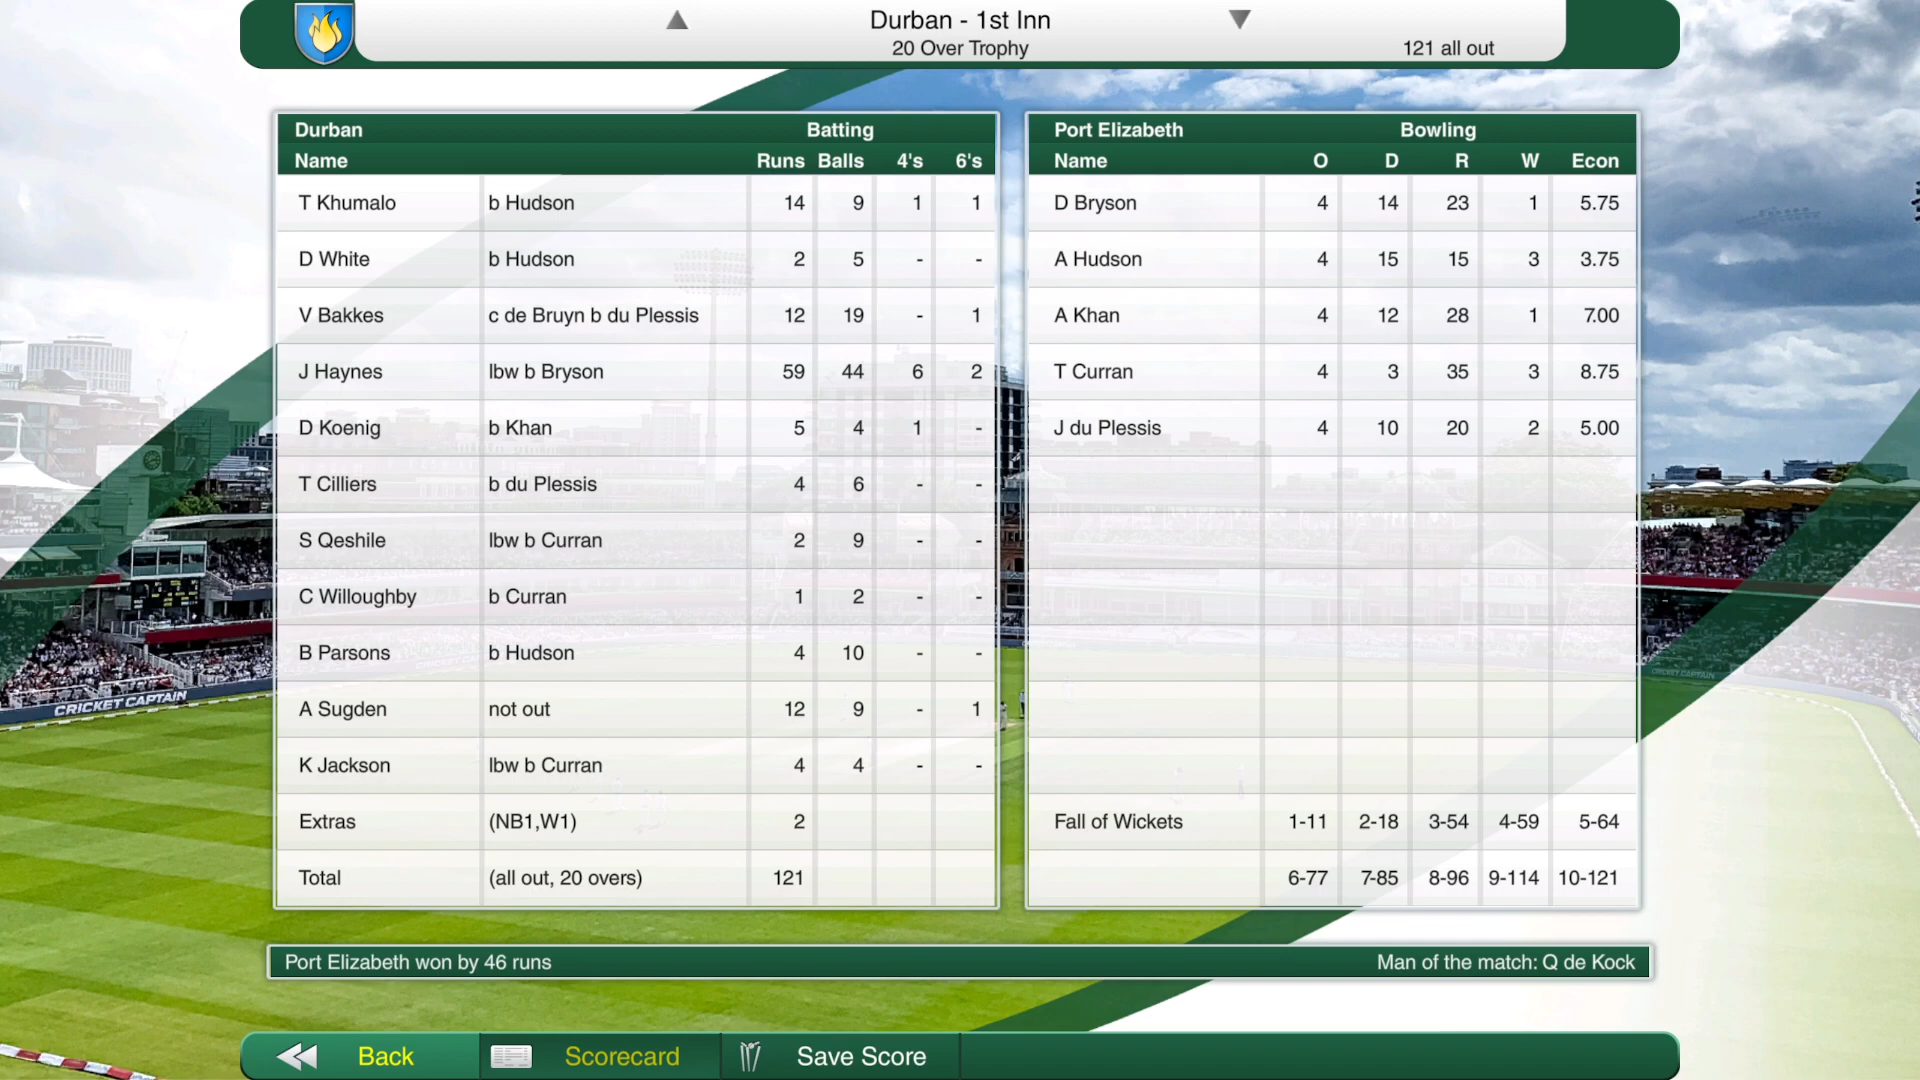 Durban - 1st Inn
20 Over Trophy
121 all out
Durban Batting
Name Runs Balls 4's 6's
T Khumalo b Hudson 14 9 1 1
D White b Hudson 2 5 - -
V Bakkes c de Bruyn b du Plessis 12 19 - 1
J Haynes lbw b Bryson 59 44 6 2
D Koenig b Khan 5 4 1 -
T Cilliers b du Plessis 4 6 - -
S Qeshile lbw b Curran 2 9 - -
C Willoughby b Curran 1 2 - -
B Parsons b Hudson 4 10 - -
A Sugden not out 12 9 - 1
K Jackson lbw b Curran 4 4 - -
Extras (NB1,W1) 2
Total (all out, 20 overs) 121
Port Elizabeth Bowling
Name O D R W Econ
D Bryson 4 14 23 1 5.75
A Hudson 4 15 15 3 3.75
A Khan 4 12 28 1 7.00
T Curran 4 3 35 3 8.75
J du Plessis 4 10 20 2 5.00
Fall of Wickets 1-11 2-18 3-54 4-59 5-64
6-77 7-85 8-96 9-114 10-121
CRICKET CAPTAIN
CRICKET CAPTAIN
Port Elizabeth won by 46 runs
Man of the match: Q de Kock
Back
Scorecard
Save Score